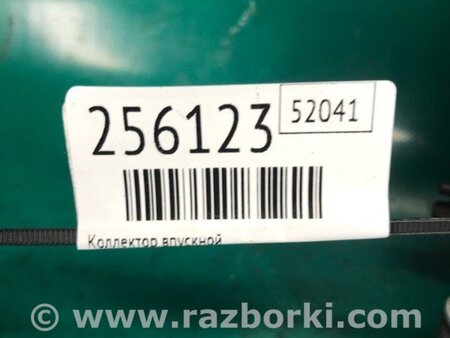 256123
52041
Коллектор впускной
© www.razborki.com